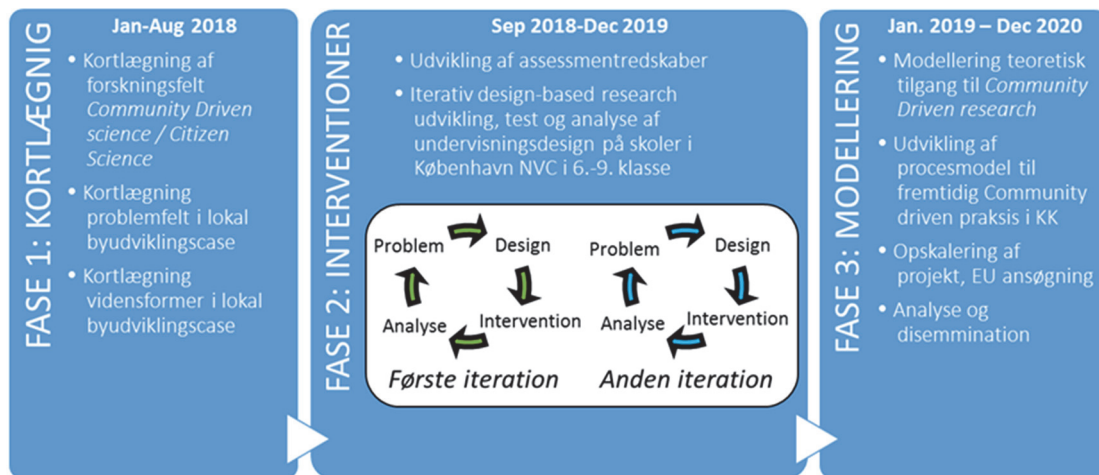 FASE 1: KORTLÆGNIG
Jan-Aug 2018
• Kortlægning af
forskningsfelt
Community Driven
science / Citizen
Science
• Kortlægning
problemfelt i lokal
byudviklingscase
• Kortlægning
vidensformer i lokal
byudviklingscase
FASE 2: INTERVENTIONER
Sep 2018-Dec 2019
• Udvikling af assessmentredskaber
• Iterativ design-based research
udvikling, test og analyse af
undervisningsdesign på skoler i
København NVC i 6.-9. klasse
Problem
Design
Intervention
Analyse
Første iteration
Problem
Design
Intervention
Analyse
Anden iteration
FASE 3: MODELLERING
Jan. 2019 – Dec 2020
• Modellering teoretisk
tilgang til Community
Driven research
• Udvikling af
procesmodel til
fremtidig Community
driven praksis i KK
• Opskalering af
projekt, EU ansøgning
• Analyse og
disemmination